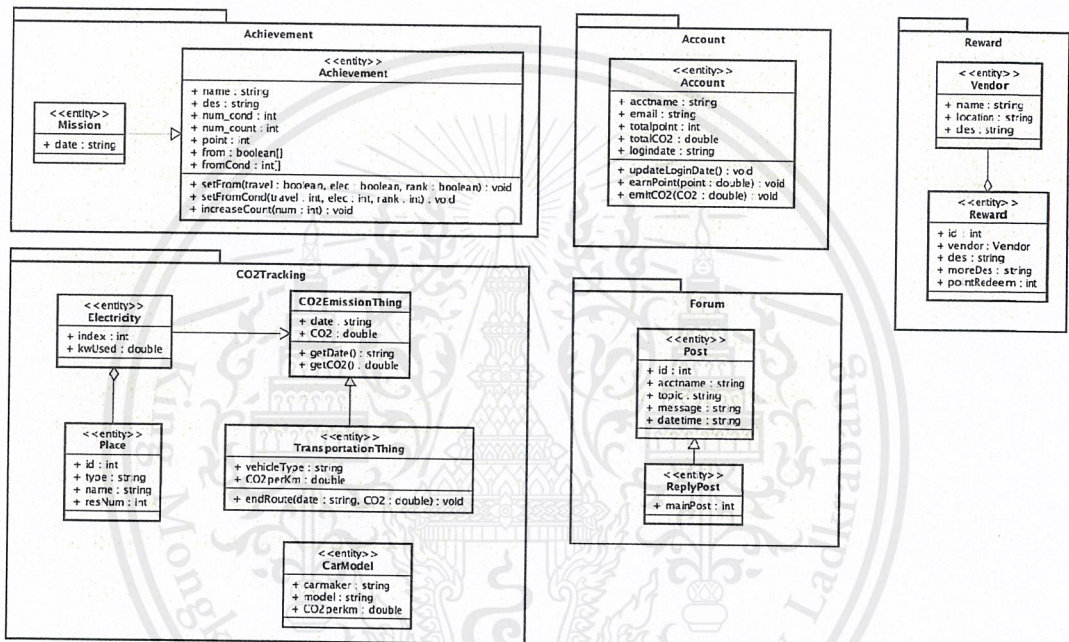 Achievement
<<entity>>
Achievement
+ name : string
+ des : string
+ num_cond : int
+ num_count : int
+ point : int
+ from : boolean[]
+ fromCond : int[]
+ setFrom(travel : boolean, elec : boolean, rank : boolean) : void
+ setFromCond(travel : int, elec : int, rank : int) : void
+ increaseCount(num : int) : void
<<entity>>
Mission
+ date : string
Account
<<entity>>
Account
+ acctname : string
+ email : string
+ totalpoint : int
+ totalCO2 : double
+ logindate : string
+ updateLoginDate() : void
+ earnPoint(point : double) : void
+ emitCO2(CO2 : double) : void
Reward
<<entity>>
Vendor
+ name : string
+ location : string
+ des : string
<<entity>>
Reward
+ id : int
+ vendor : Vendor
+ des : string
+ moreDes : string
+ pointRedeem : int
CO2Tracking
<<entity>>
Electricity
+ index : int
+ kwUsed : double
CO2EmissionThing
+ date : string
+ CO2 : double
+ getDate() : string
+ getCO2() : double
<<entity>>
Place
+ id : int
+ type : string
+ name : string
+ resNum : int
<<entity>>
TransportationThing
+ vehicleType : string
+ CO2perKm : double
+ endRoute(date : string, CO2 : double) : void
<<entity>>
CarModel
+ carmaker : string
+ model : string
+ CO2perkm : double
Forum
<<entity>>
Post
+ id : int
+ acctname : string
+ topic : string
+ message : string
+ datetime : string
<<entity>>
ReplyPost
+ mainPost : int
King Mongkut
Ladkrabang